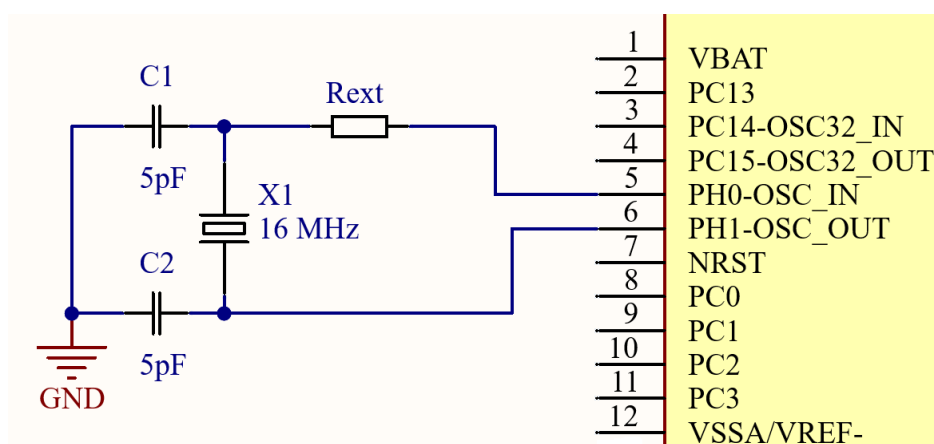 C1
5pF
Rext
X1
16 MHz
C2
5pF
GND
1
VBAT
2
PC13
3
PC14-OSC32_IN
4
PC15-OSC32_OUT
5
PH0-OSC_IN
6
PH1-OSC_OUT
7
NRST
8
PC0
9
PC1
10
PC2
11
PC3
12
VSSA/VREF-